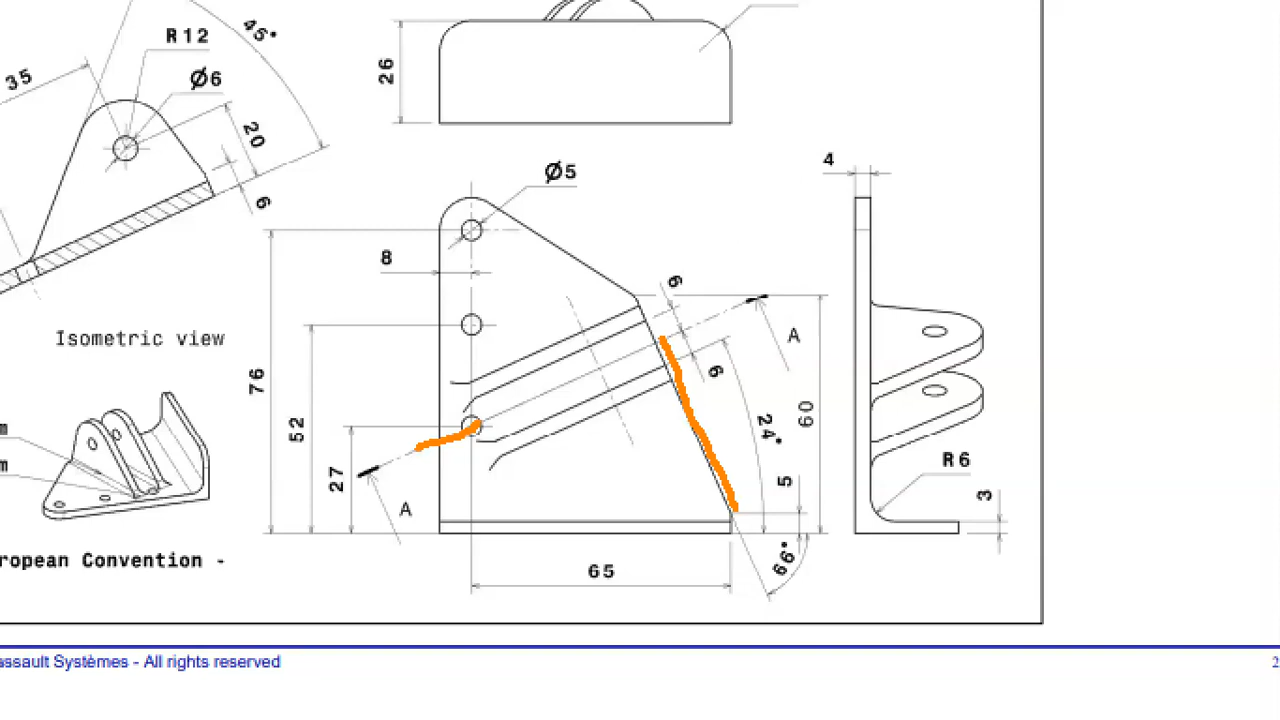 45°
R12
35
Ø6
26
20
6
Ø5
4
8
6
A
Isometric view
76
6
60
52
24°
m
R6
m
27
5
3
A
ropean Convention -
66°
65
assault Systèmes - All rights reserved
2